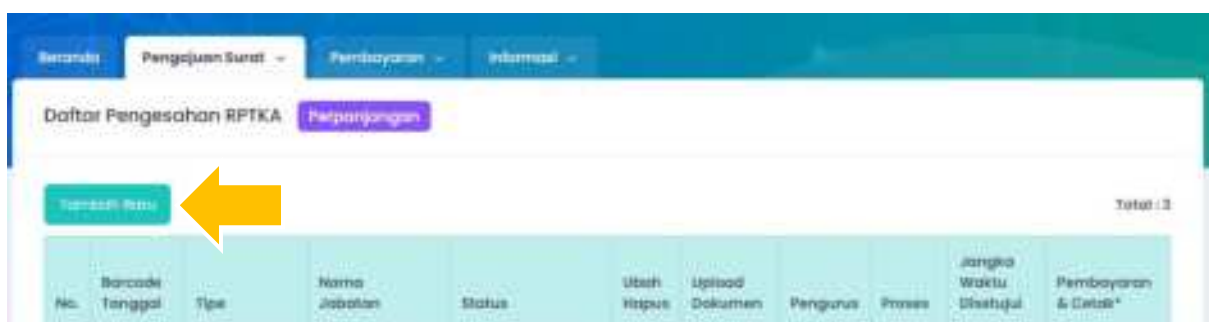 Beranda Pengajuan Surat Pembayaran Informasi
Daftar Pengesahan RPTKA Perpanjangan
Tambah Baru Total : 3
No. Barcode Tanggal Tipe Nama Jabatan Status Ubah Hapus Upload Dokumen Pengurus Proses Jangka Waktu Disetujui Pembayaran & Cetak*